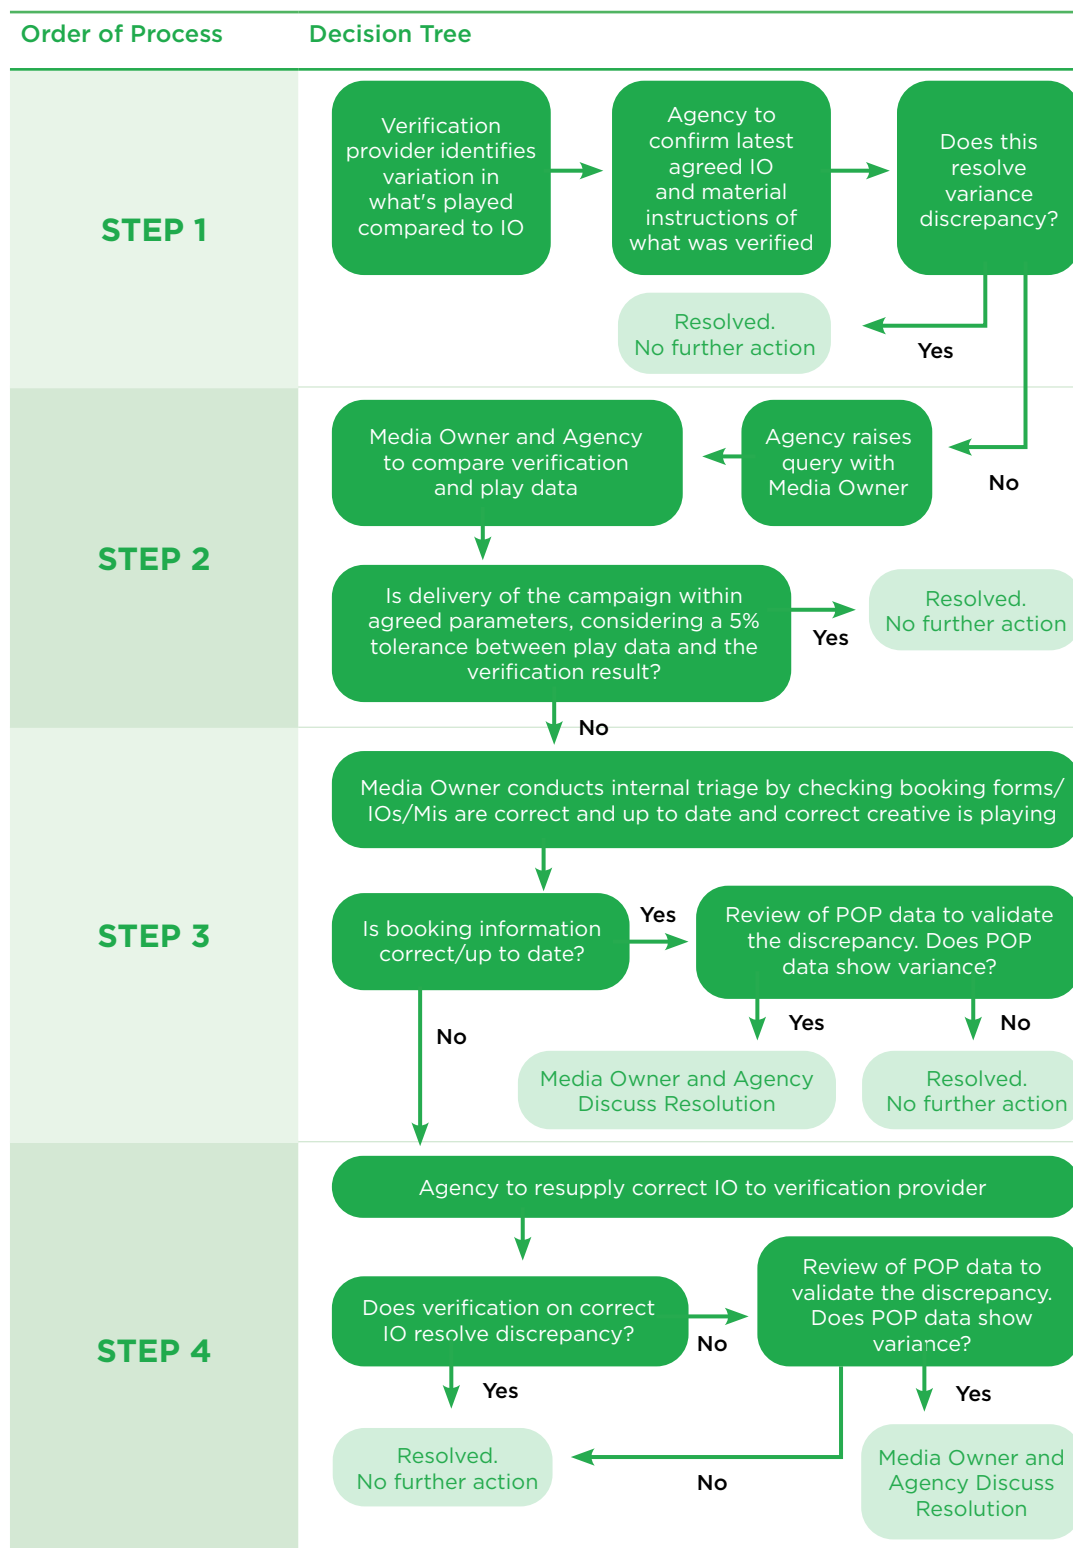 Order of Process
Decision Tree
STEP 1
Verification
provider identifies
variation in
what's played
compared to IO
Agency to
confirm latest
agreed IO
and material
instructions of
what was verified
Does this
resolve
variance
discrepancy?
Resolved.
No further action
Yes
No
STEP 2
Agency raises
query with
Media Owner
Media Owner and Agency
to compare verification
and play data
Is delivery of the campaign within
agreed parameters, considering a 5%
tolerance between play data and the
verification result?
Yes
Resolved.
No further action
No
STEP 3
Media Owner conducts internal triage by checking booking forms/
IOs/Mis are correct and up to date and correct creative is playing
Is booking information
correct/up to date?
Yes
Review of POP data to validate
the discrepancy. Does POP
data show variance?
No
Yes
No
Media Owner and Agency
Discuss Resolution
Resolved.
No further action
STEP 4
Agency to resupply correct IO to verification provider
Does verification on correct
IO resolve discrepancy?
No
Review of POP data to
validate the discrepancy.
Does POP data show
variance?
Yes
Yes
Resolved.
No further action
No
Media Owner and
Agency Discuss
Resolution